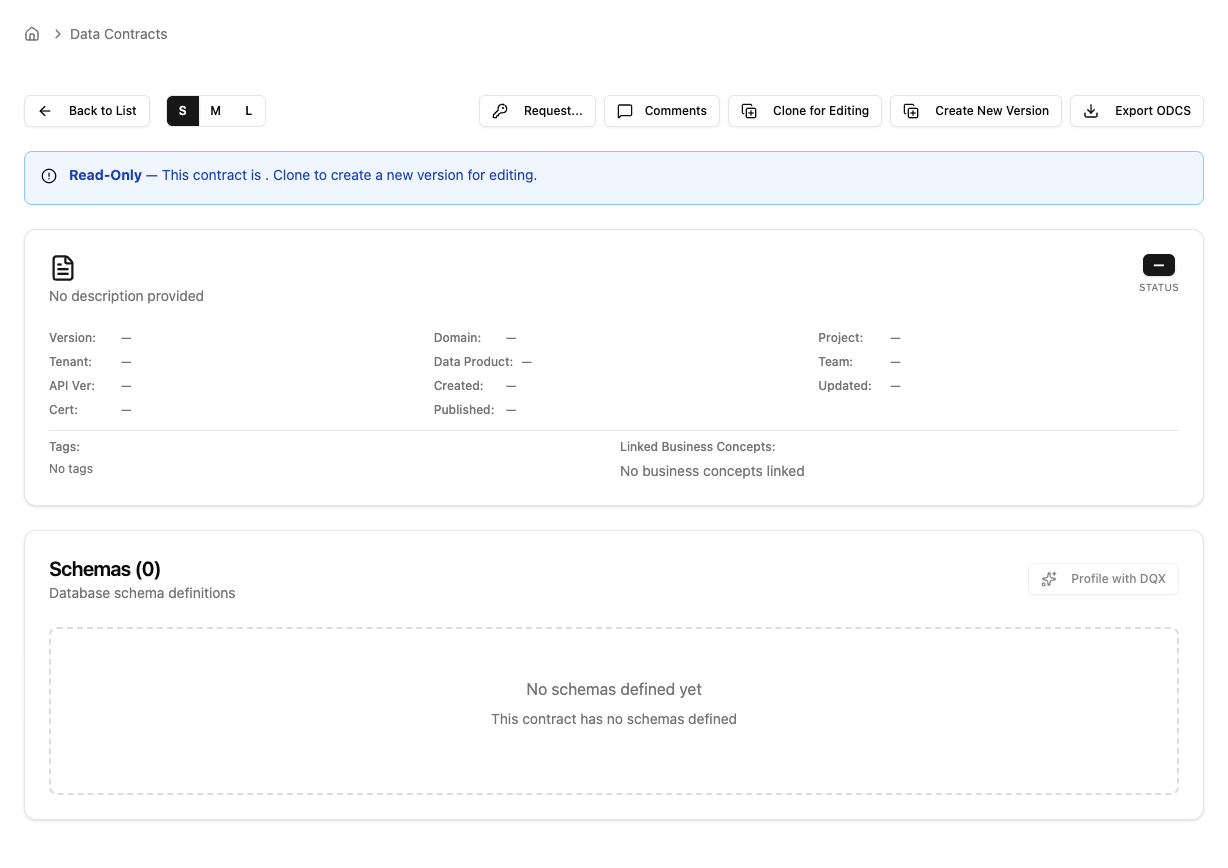 Data Contracts
Back to List S M L Request... Comments Clone for Editing Create New Version Export ODCS
Read-Only — This contract is . Clone to create a new version for editing.
—
STATUS
No description provided
Version: — Domain: — Project: —
Tenant: — Data Product: — Team: —
API Ver: — Created: — Updated: —
Cert: — Published: —
Tags: Linked Business Concepts:
No tags No business concepts linked
Schemas (0)
Database schema definitions
Profile with DQX
No schemas defined yet
This contract has no schemas defined